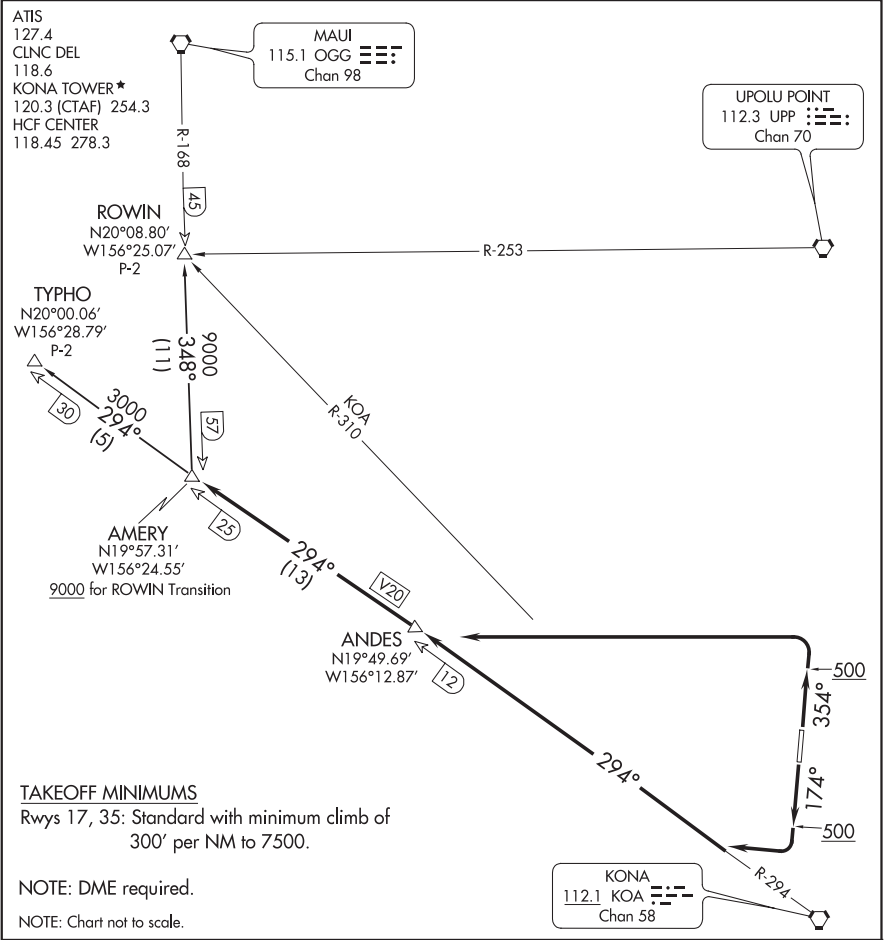 ATIS
127.4
CLNC DEL
118.6
KONA TOWER★
120.3 (CTAF) 254.3
HCF CENTER
118.45 278.3
MAUI
115.1 OGG
Chan 98
UPOLU POINT
112.3 UPP
Chan 70
R-168
45
ROWIN
N20°08.80'
W156°25.07'
P-2
R-253
TYPHO
N20°00.06'
W156°28.79'
P-2
9000
348°
(11)
KOA
R-310
30
3000
294°
(5)
57
25
AMERY
N19°57.31'
W156°24.55'
9000 for ROWIN Transition
294°
(13)
V20
ANDES
N19°49.69'
W156°12.87'
12
500
354°
294°
174°
500
TAKEOFF MINIMUMS
Rwys 17, 35: Standard with minimum climb of
300' per NM to 7500.
NOTE: DME required.
NOTE: Chart not to scale.
KONA
112.1 KOA
Chan 58
R-294